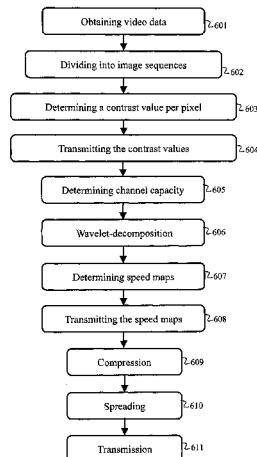 Obtaining video data
601
Dividing into image sequences
602
Determining a contrast value per pixel
603
Transmitting the contrast values
604
Determining channel capacity
605
Wavelet-decomposition
606
Determining speed maps
607
Transmitting the speed maps
608
Compression
609
Spreading
610
Transmission
611